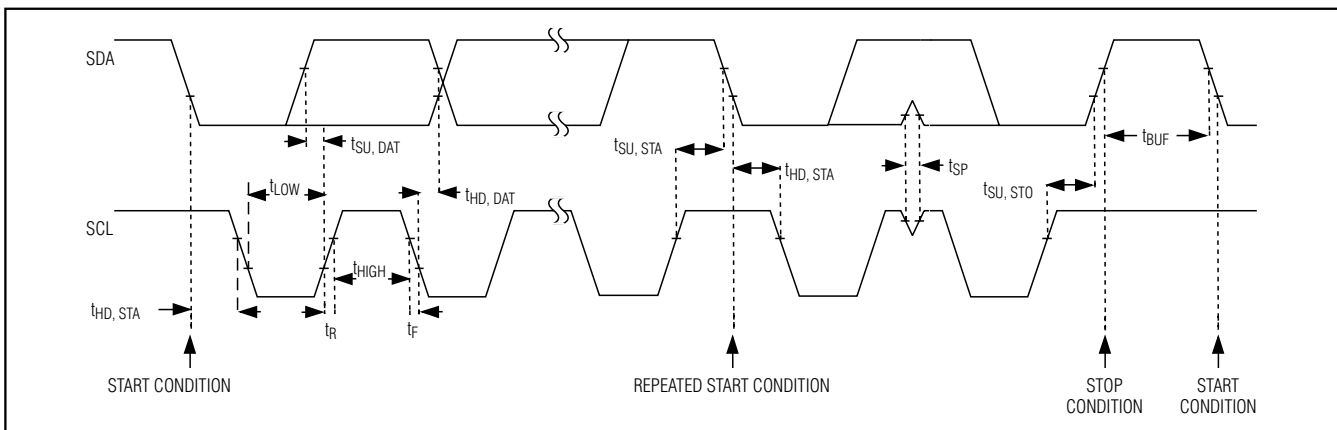 SDA
tSU, DAT
tSU, STA
tHD, STA
tSP
tBUF
tLOW
tHD, DAT
tSU, STO
SCL
tHIGH
tHD, STA
tR
tF
START CONDITION
REPEATED START CONDITION
STOP
CONDITION
START
CONDITION